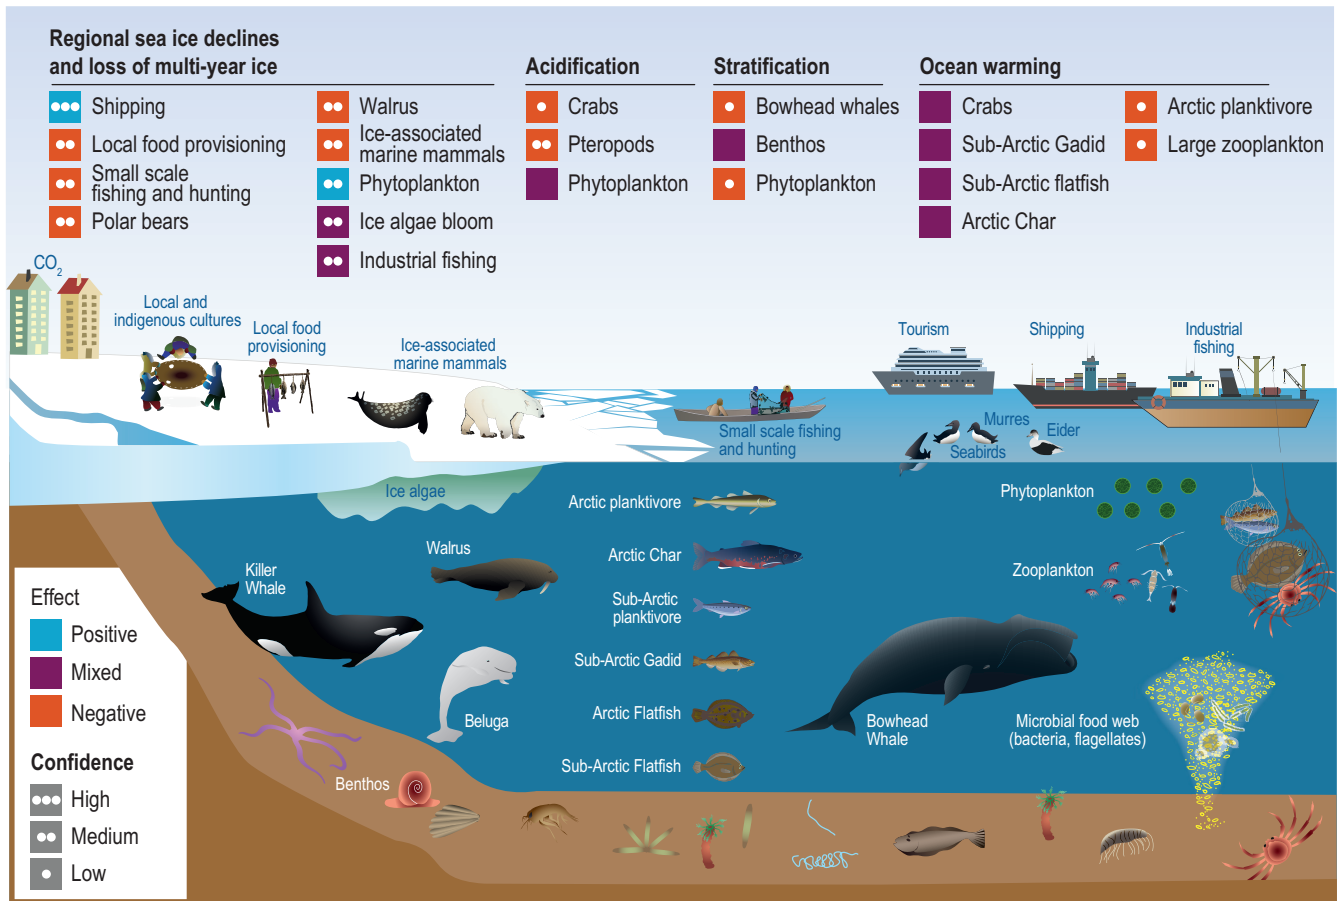 Regional sea ice declines
and loss of multi-year ice
Shipping
Local food provisioning
Small scale
fishing and hunting
Polar bears
Walrus
Ice-associated
marine mammals
Phytoplankton
Ice algae bloom
Industrial fishing
Acidification
Crabs
Pteropods
Phytoplankton
Stratification
Bowhead whales
Benthos
Phytoplankton
Ocean warming
Crabs
Sub-Arctic Gadid
Sub-Arctic flatfish
Arctic Char
Arctic planktivore
Large zooplankton
CO2
Local and
indigenous cultures
Local food
provisioning
Ice-associated
marine mammals
Tourism
Shipping
Industrial
fishing
Small scale fishing
and hunting
Murres
Eider
Seabirds
Ice algae
Arctic planktivore
Phytoplankton
Walrus
Arctic Char
Zooplankton
Killer
Whale
Sub-Arctic
planktivore
Sub-Arctic Gadid
Beluga
Arctic Flatfish
Bowhead
Whale
Microbial food web
(bacteria, flagellates)
Sub-Arctic Flatfish
Benthos
Effect
Positive
Mixed
Negative
Confidence
High
Medium
Low